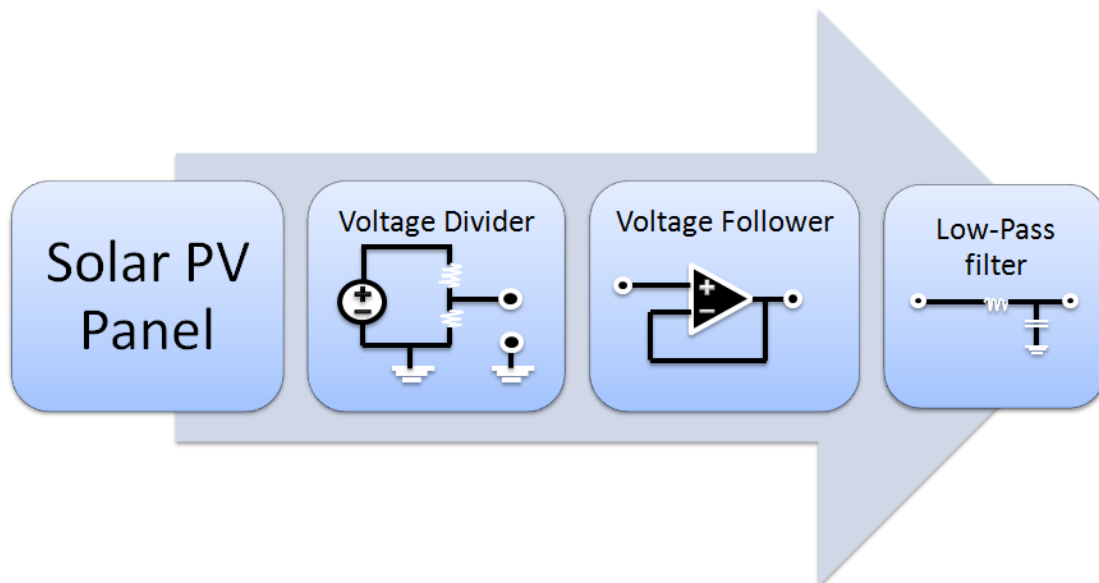 Solar PV
Panel
Voltage Divider
+
−
Voltage Follower
+
−
Low-Pass
filter